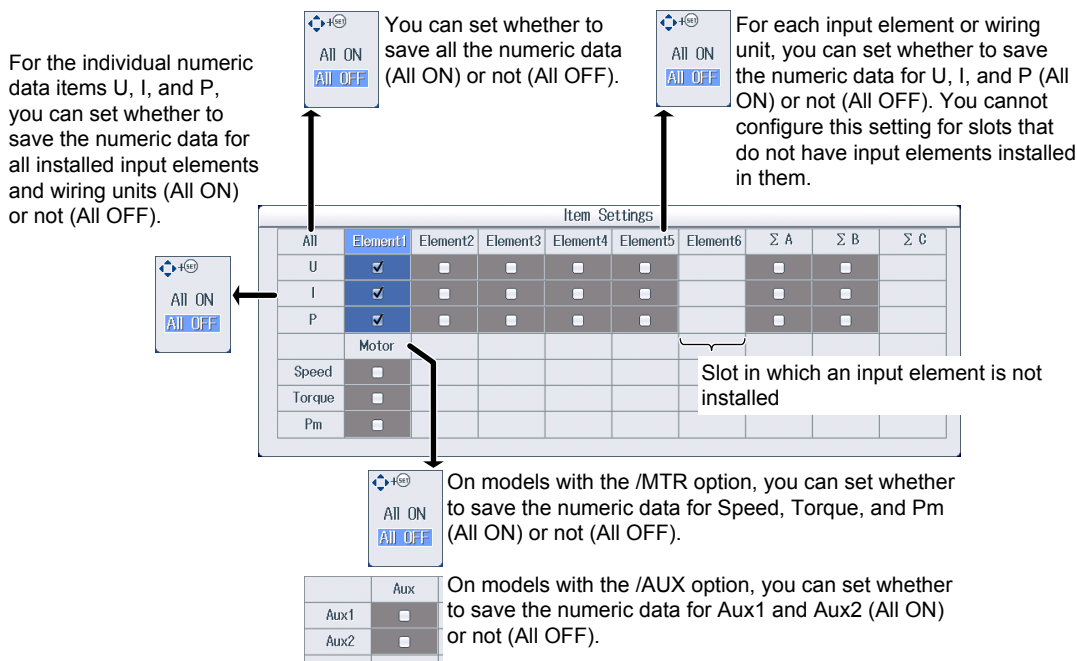 For the individual numeric
data items U, I, and P,
you can set whether to
save the numeric data for
all installed input elements
and wiring units (All ON)
or not (All OFF).
+SET
All ON
All OFF
You can set whether to
save all the numeric data
(All ON) or not (All OFF).
+SET
All ON
All OFF
For each input element or wiring
unit, you can set whether to save
the numeric data for U, I, and P (All
ON) or not (All OFF). You cannot
configure this setting for slots that
do not have input elements installed
in them.
+SET
All ON
All OFF
Item Settings
All Element1 Element2 Element3 Element4 Element5 Element6 Σ A Σ B Σ C
U
I
P
Motor
Speed
Torque
Pm
Slot in which an input element is not
installed
+SET
All ON
All OFF
On models with the /MTR option, you can set whether
to save the numeric data for Speed, Torque, and Pm
(All ON) or not (All OFF).
Aux
Aux1
Aux2
On models with the /AUX option, you can set whether
to save the numeric data for Aux1 and Aux2 (All ON)
or not (All OFF).